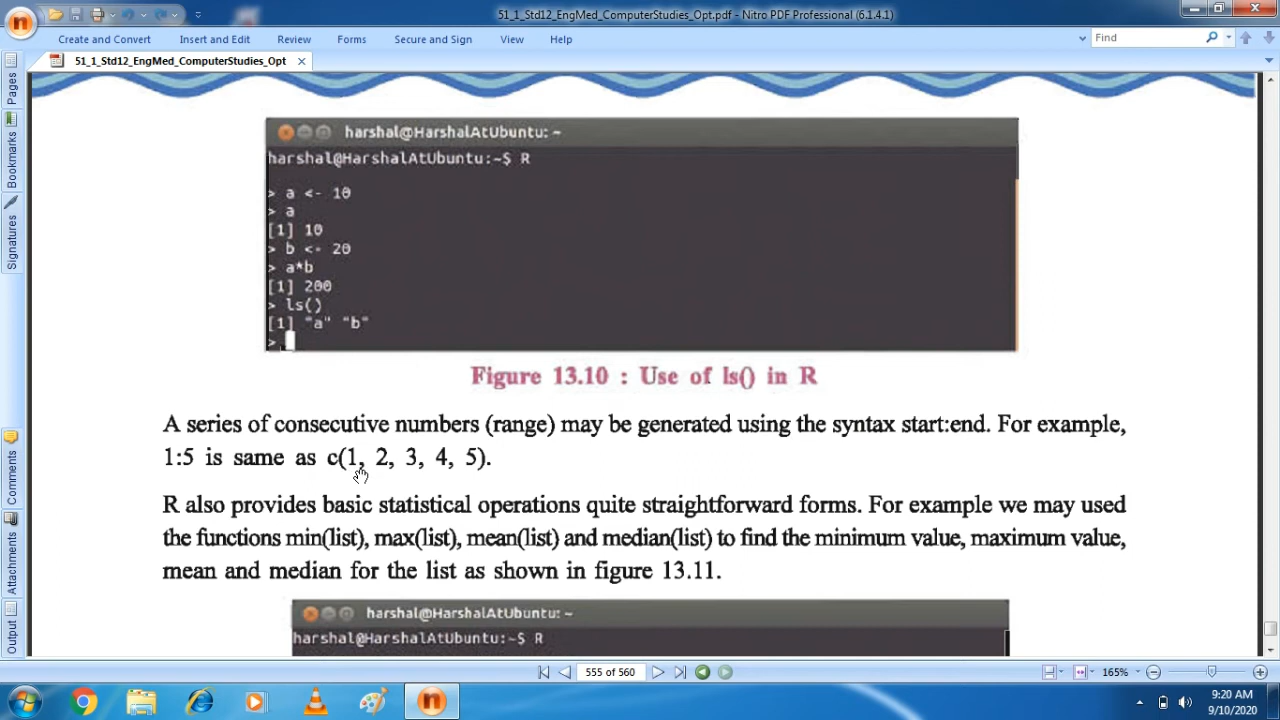 51_1_Std12_EngMed_ComputerStudies_Opt.pdf - Nitro PDF Professional (6.1.4.1)
Create and Convert Insert and Edit Review Forms Secure and Sign View Help Find
51_1_Std12_EngMed_ComputerStudies_Opt
Pages
Bookmarks
Signatures
Comments
Attachments
Output
harshal@HarshalAtUbuntu: ~
harshal@HarshalAtUbuntu:~$ R
> a <- 10
> a
[1] 10
> b <- 20
> a*b
[1] 200
> ls()
[1] "a" "b"
>
Figure 13.10 : Use of ls() in R
A series of consecutive numbers (range) may be generated using the syntax start:end. For example,
1:5 is same as c(1, 2, 3, 4, 5).
R also provides basic statistical operations quite straightforward forms. For example we may used
the functions min(list), max(list), mean(list) and median(list) to find the minimum value, maximum value,
mean and median for the list as shown in figure 13.11.
harshal@HarshalAtUbuntu: ~
harshal@HarshalAtUbuntu:~$ R
555 of 560
165%
9:20 AM
9/10/2020